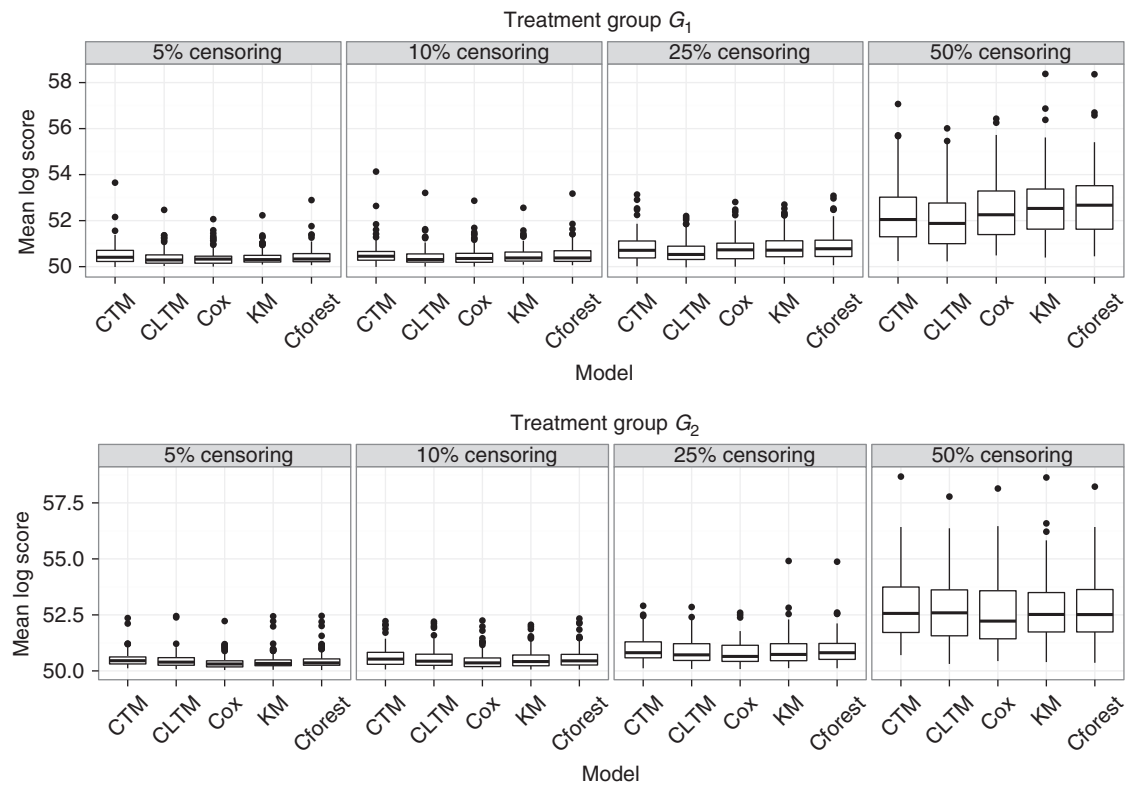 Treatment group G1
5% censoring 10% censoring 25% censoring 50% censoring
Mean log score
58
56
54
52
50
CTM CLTM Cox KM Cforest CTM CLTM Cox KM Cforest CTM CLTM Cox KM Cforest CTM CLTM Cox KM Cforest
Model
Treatment group G2
5% censoring 10% censoring 25% censoring 50% censoring
Mean log score
57.5
55.0
52.5
50.0
CTM CLTM Cox KM Cforest CTM CLTM Cox KM Cforest CTM CLTM Cox KM Cforest CTM CLTM Cox KM Cforest
Model